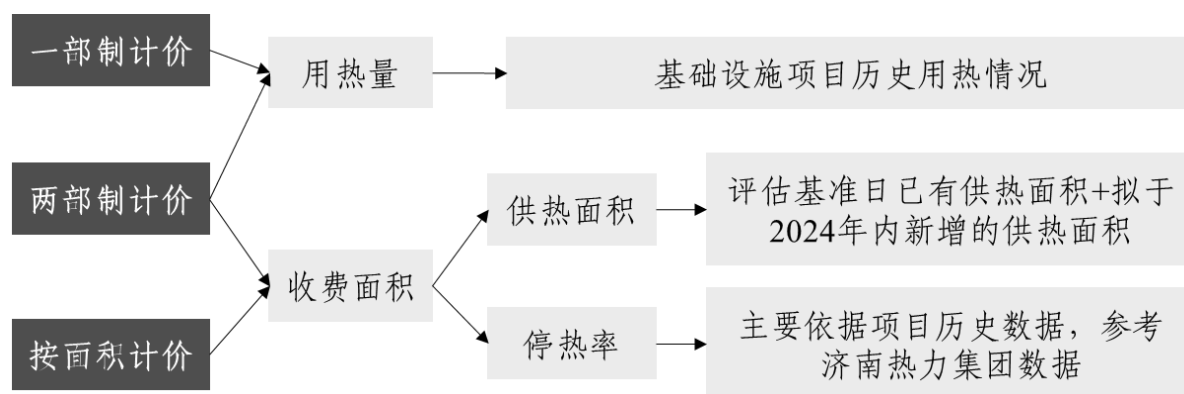 一部制计价
用热量
基础设施项目历史用热情况
两部制计价
供热面积
评估基准日已有供热面积+拟于
2024年内新增的供热面积
收费面积
按面积计价
停热率
主要依据项目历史数据，参考
济南热力集团数据